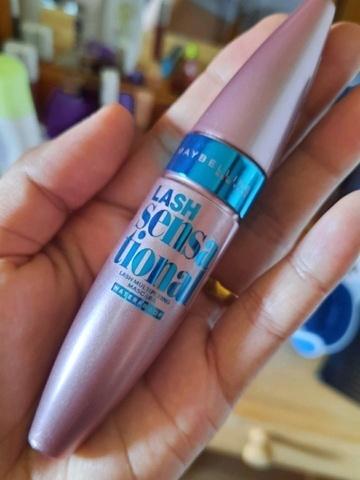 MAYBELLINE
LASH
sensa
tional
LASH MULTIPLYING
MASCARA
WATERPROOF